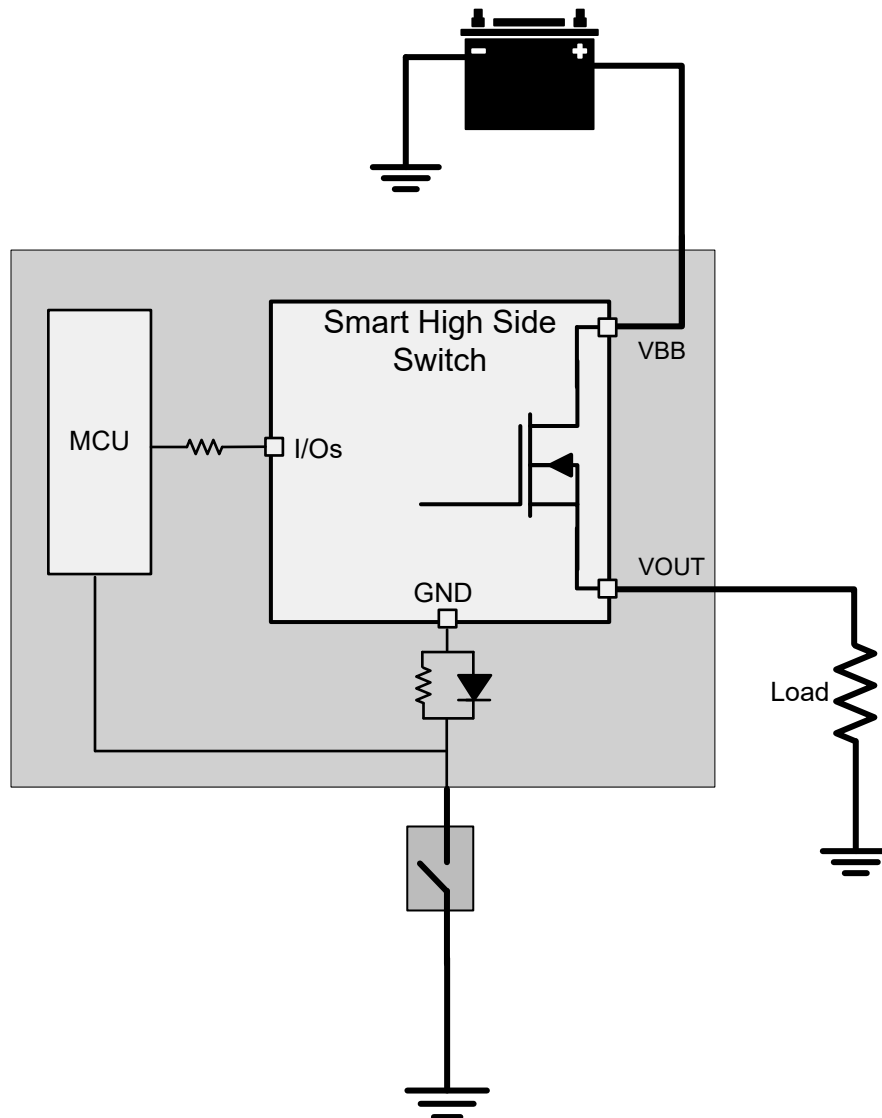 - +
Smart High Side
Switch
VBB
MCU
I/Os
VOUT
GND
Load